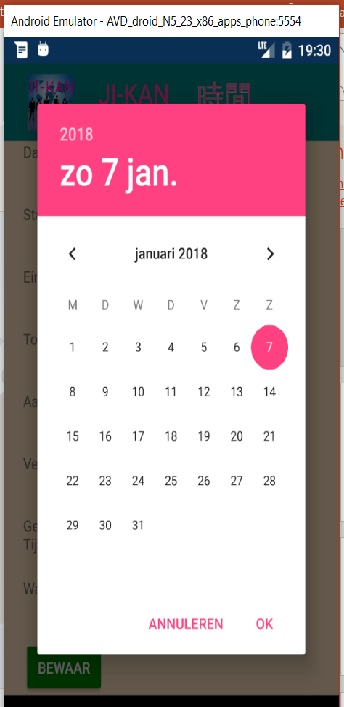 Android Emulator - AVD_droid_N5_23_x86_apps_phone:5554
LTE 19:30
JI-KAN 時間
2018
zo 7 jan.
januari 2018
M D W D V Z Z
1 2 3 4 5 6 7
8 9 10 11 12 13 14
15 16 17 18 19 20 21
22 23 24 25 26 27 28
29 30 31
ANNULEREN OK
Da
St
Ein
To
Aa
Ve
Ge
Tij
Wa
BEWAAR